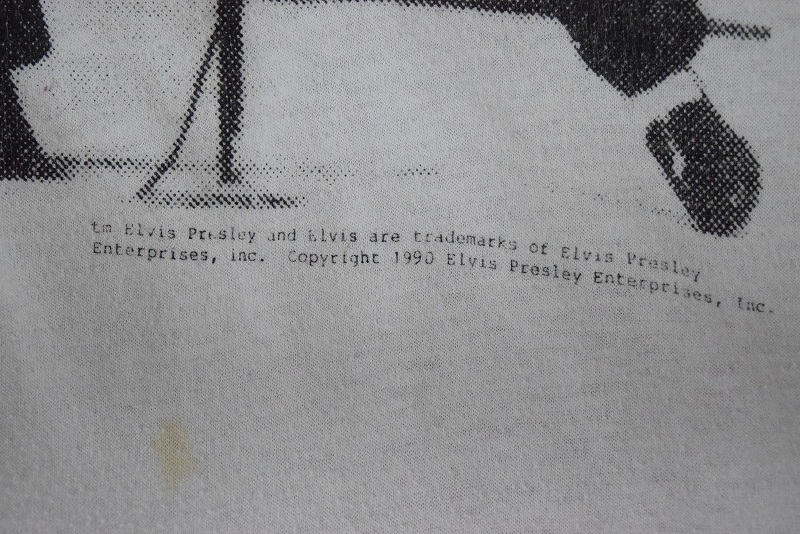 tm Elvis Presley and Elvis are trademarks of Elvis Presley
Enterprises, Inc.  Copyright 1990 Elvis Presley Enterprises, Inc.